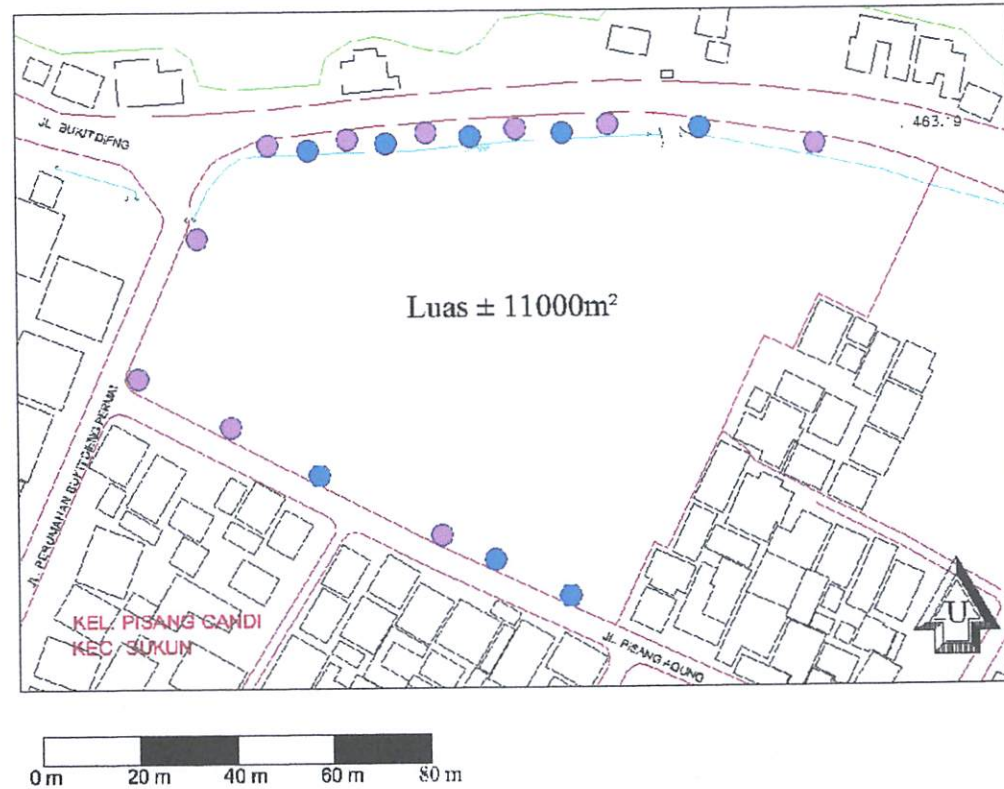 JL BUKITDIENG
463. 9
Luas ± 11000m²
JL. PERUMAHAN BUKITDIENG PERMAI
KEL. PISANG CANDI
KEC. SUKUN
JL. PISANG AGUNG
U
0 m 20 m 40 m 60 m 80 m